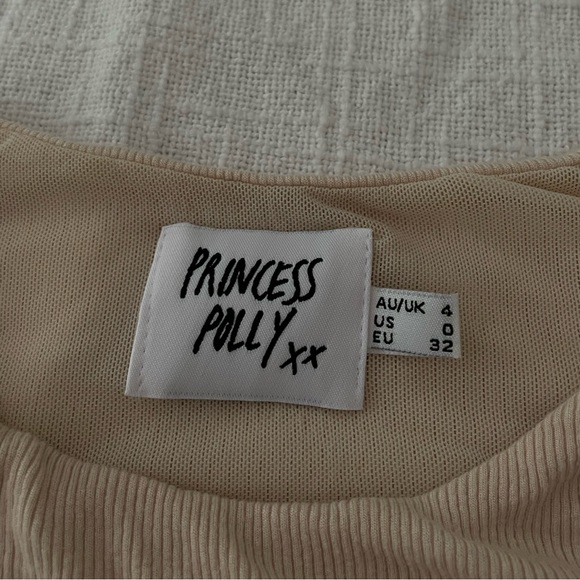 PRINCESS
POLLY xx
AU/UK 4
US 0
EU 32